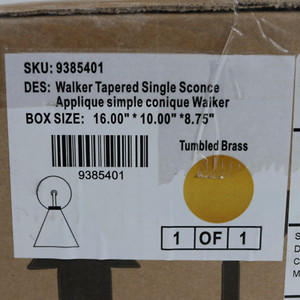 SKU: 9385401
DES: Walker Tapered Single Sconce
Applique simple conique Walker
BOX SIZE: 16.00" * 10.00" *8.75"
Tumbled Brass
9385401
1 OF 1